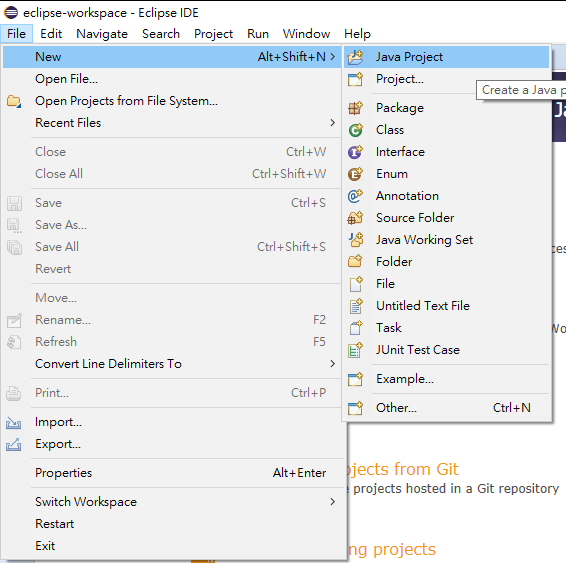 eclipse-workspace - Eclipse IDE
File Edit Navigate Search Project Run Window Help
New Alt+Shift+N >
Open File...
Open Projects from File System...
Recent Files >
Close Ctrl+W
Close All Ctrl+Shift+W
Save Ctrl+S
Save As...
Save All Ctrl+Shift+S
Revert
Move...
Rename... F2
Refresh F5
Convert Line Delimiters To >
Print... Ctrl+P
Import...
Export...
Properties Alt+Enter
Switch Workspace >
Restart
Exit
Java Project
Project...
Create a Java p
Package
Class
Interface
Enum
Annotation
Source Folder
Java Working Set
Folder
File
Untitled Text File
Task
JUnit Test Case
Example...
Other... Ctrl+N
ojects from Git
projects hosted in a Git repository
ng projects